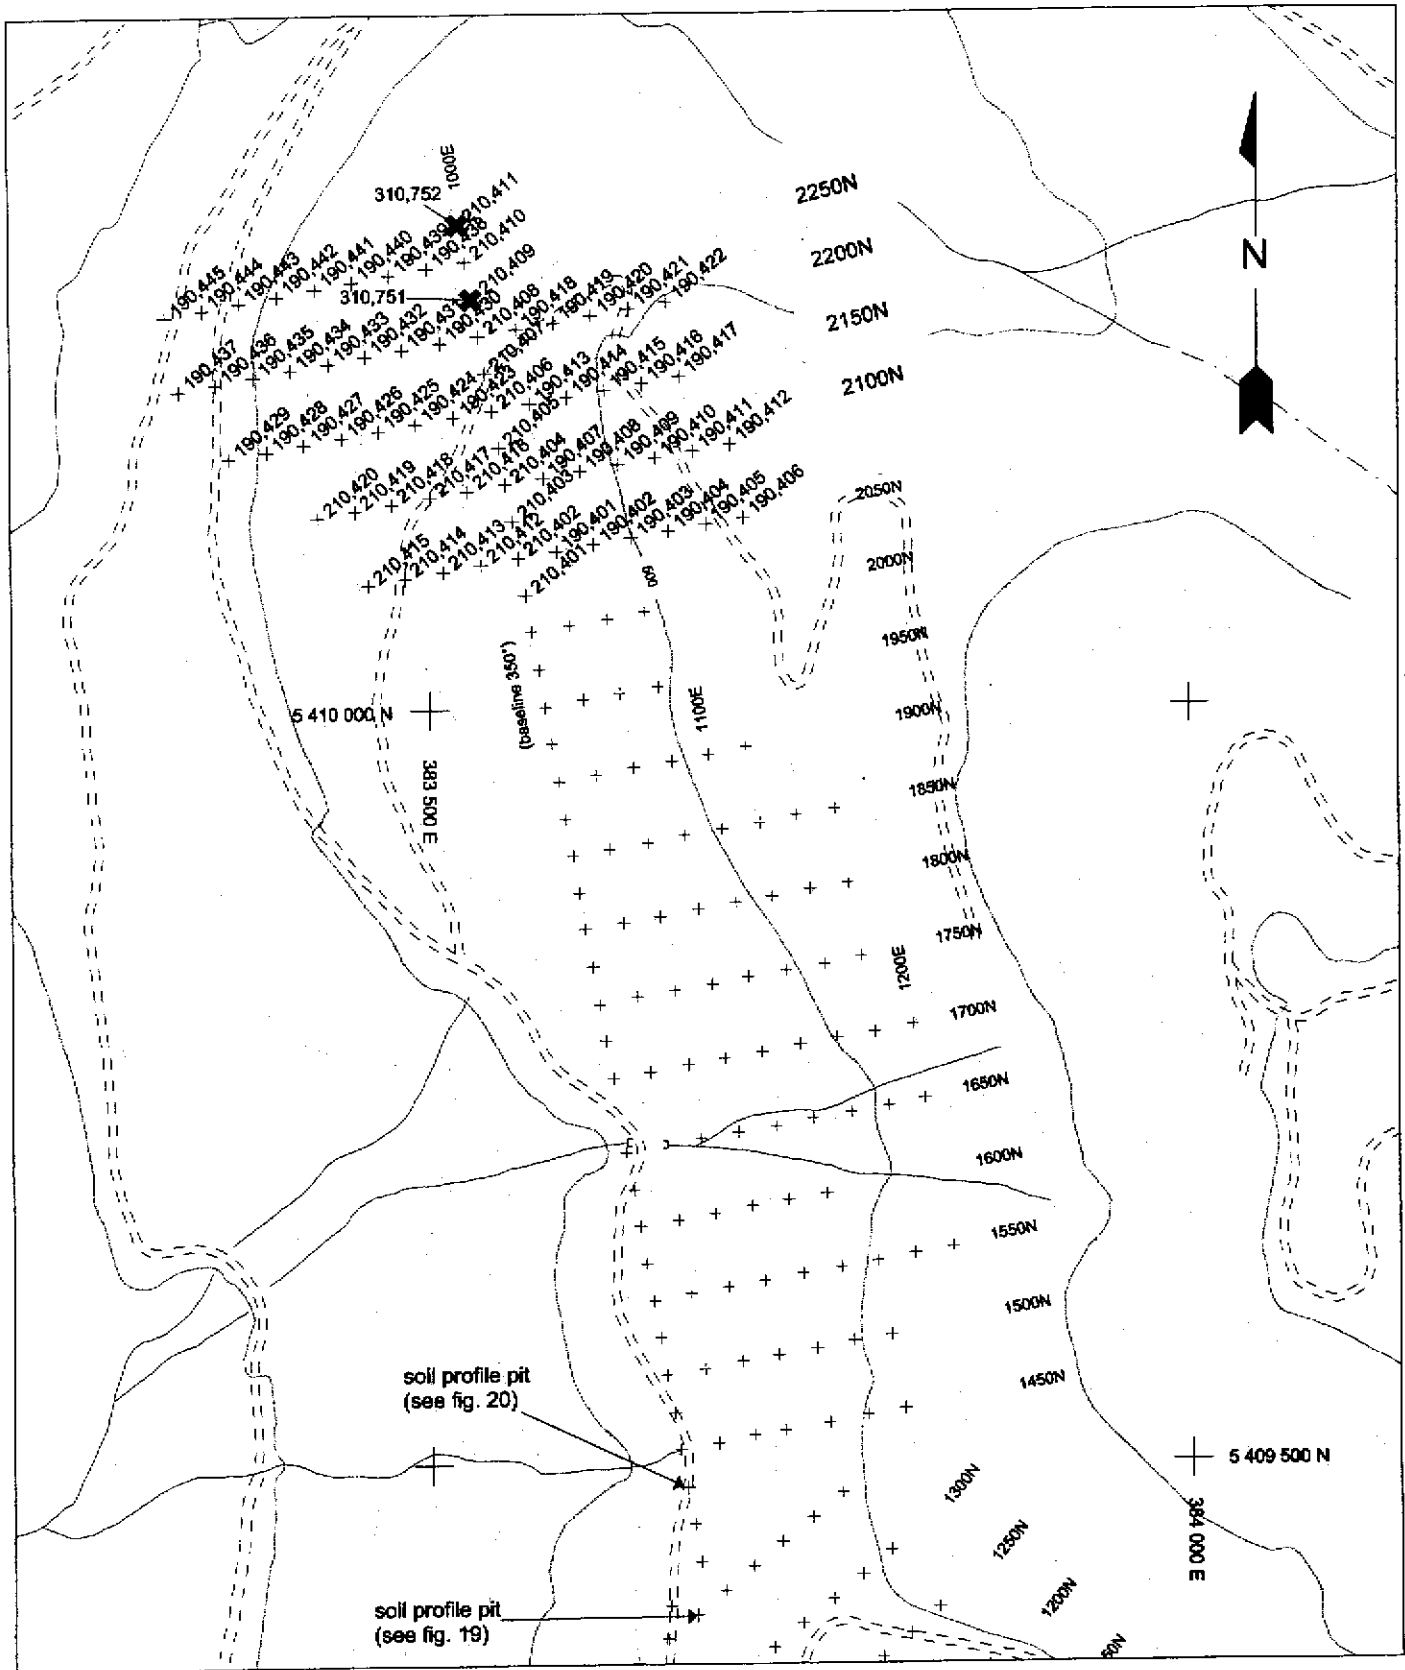 1000E
310,752
210,411
190,438
210,410
190,439
190,440
190,441
190,442
190,443
190,444
190,445
2250N
2200N
2150N
2100N
310,751
210,409
190,430
190,431
190,432
190,433
190,434
190,435
190,436
190,437
210,408
190,418
190,419
190,420
190,421
190,422
210,407
190,423
190,424
190,425
190,426
190,427
190,428
190,429
210,406
190,413
190,414
190,415
190,416
190,417
210,405
210,416
210,417
210,418
210,419
210,420
210,404
190,407
190,408
190,409
190,410
190,411
190,412
210,403
210,412
210,413
210,414
210,415
210,402
190,401
190,402
190,403
190,404
190,405
190,406
210,401
N
2050N
2000N
600
1950N
(baseline 350°)
1100E
1900N
5 410 000 N
383 500 E
1850N
1800N
1750N
1200E
1700N
1650N
1600N
1550N
1500N
1450N
soil profile pit
(see fig. 20)
5 409 500 N
384 000 E
1300N
1250N
1200N
soil profile pit
(see fig. 19)
50N